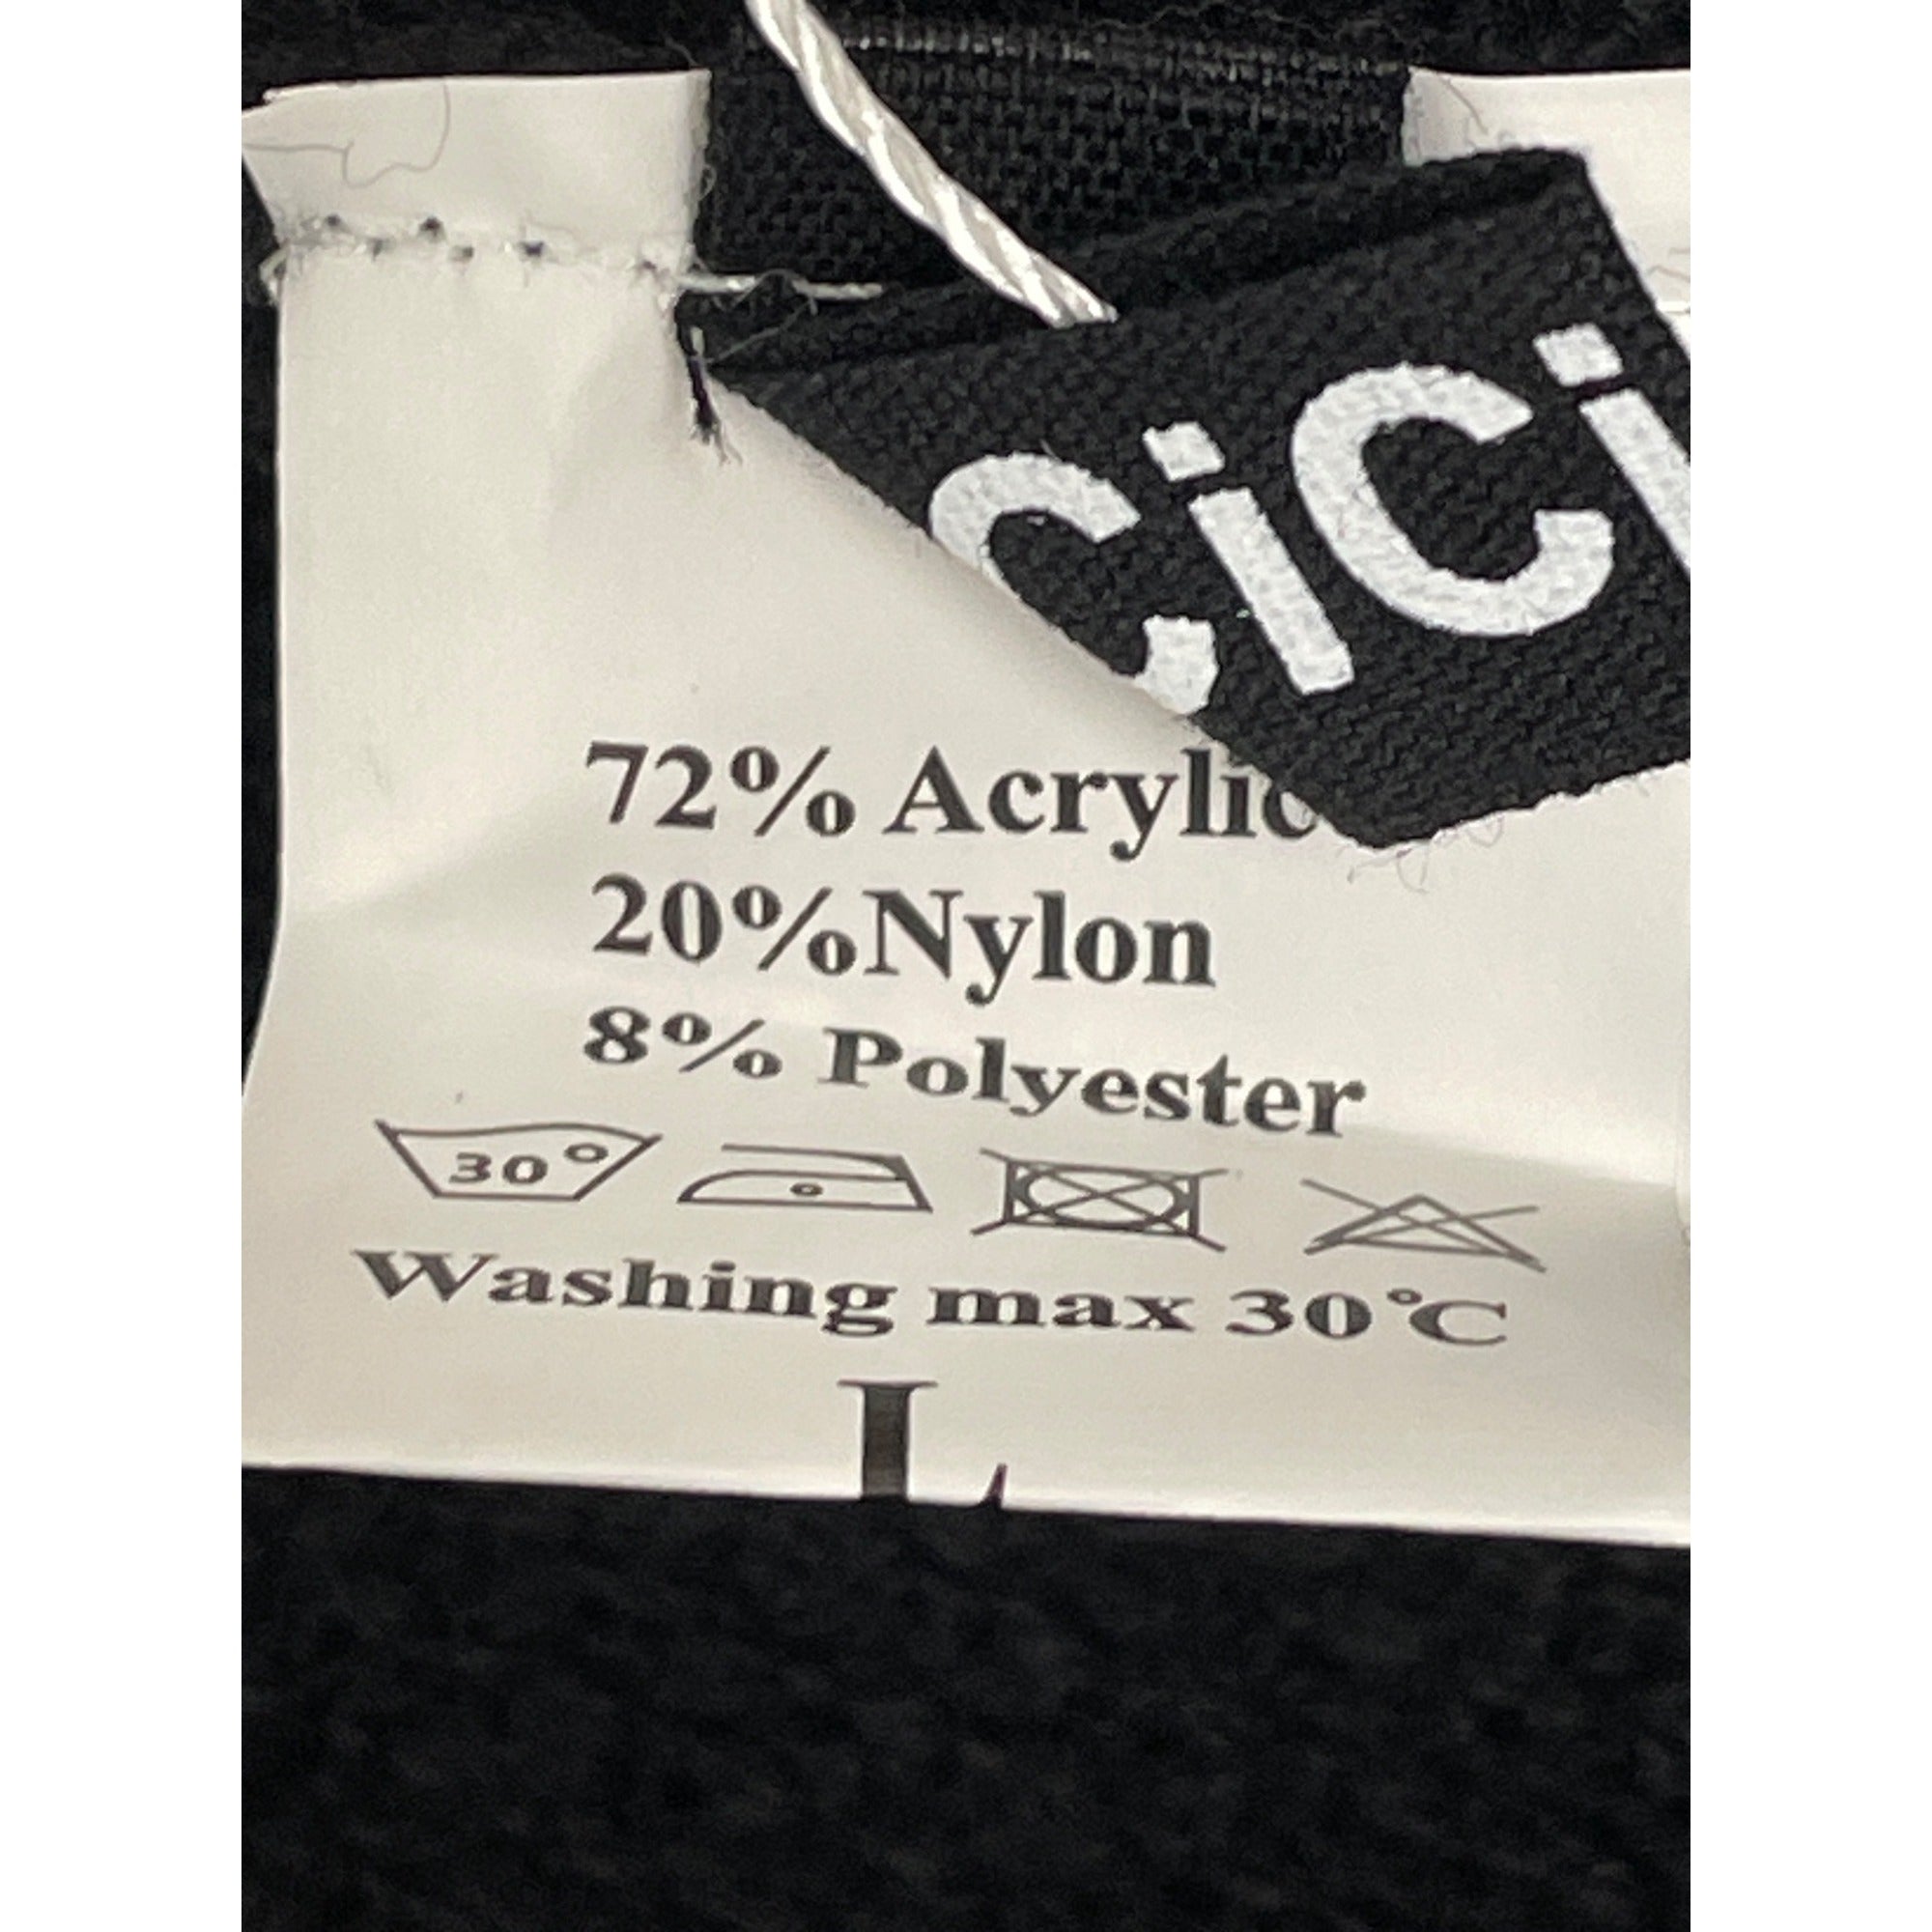 cici
72% Acrylic
20%Nylon
8% Polyester
30°
Washing max 30°C
L